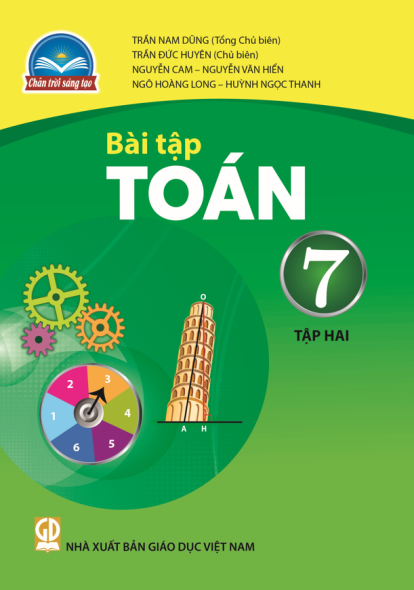 TRẦN NAM DŨNG (Tổng Chủ biên)
TRẦN ĐỨC HUYÊN (Chủ biên)
NGUYỄN CAM – NGUYỄN VĂN HIỂN
NGÔ HOÀNG LONG – HUỲNH NGỌC THANH
Chân trời sáng tạo
Bài tập
TOÁN
7
TẬP HAI
O
A H
1
2
3
4
5
6
GD
NHÀ XUẤT BẢN GIÁO DỤC VIỆT NAM